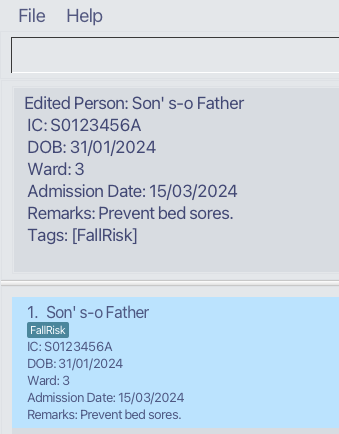 File Help
Edited Person: Son' s-o Father
IC: S0123456A
DOB: 31/01/2024
Ward: 3
Admission Date: 15/03/2024
Remarks: Prevent bed sores.
Tags: [FallRisk]
1. Son' s-o Father
FallRisk
IC: S0123456A
DOB: 31/01/2024
Ward: 3
Admission Date: 15/03/2024
Remarks: Prevent bed sores.